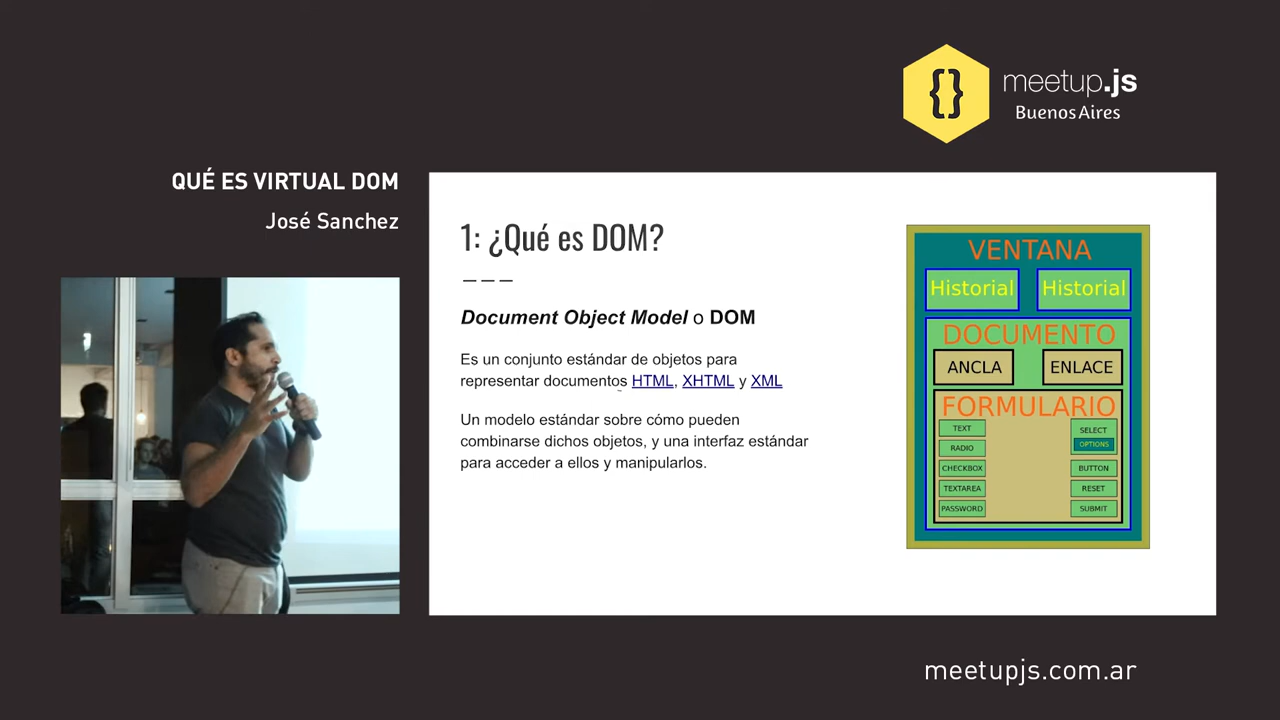 {}
meetup.js
Buenos Aires
QUÉ ES VIRTUAL DOM
José Sanchez
1: ¿Qué es DOM?
Document Object Model o DOM
Es un conjunto estándar de objetos para
representar documentos HTML, XHTML y XML
Un modelo estándar sobre cómo pueden
combinarse dichos objetos, y una interfaz estándar
para acceder a ellos y manipularlos.
VENTANA
Historial
Historial
DOCUMENTO
ANCLA
ENLACE
FORMULARIO
TEXT
RADIO
CHECKBOX
TEXTAREA
PASSWORD
SELECT
OPTIONS
BUTTON
RESET
SUBMIT
meetupjs.com.ar